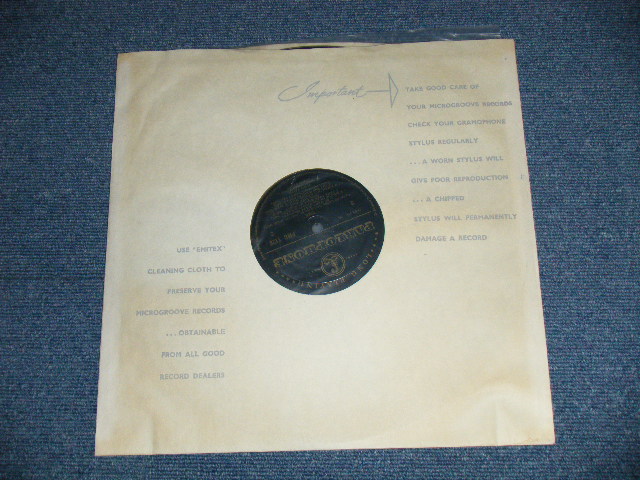 Important
TAKE GOOD CARE OF
YOUR MICROGROOVE RECORDS
CHECK YOUR GRAMOPHONE
STYLUS REGULARLY
...A WORN STYLUS WILL
GIVE POOR REPRODUCTION
...A CHIPPED
STYLUS WILL PERMANENTLY
DAMAGE A RECORD
USE "EMITEX"
CLEANING CLOTH TO
PRESERVE YOUR
MICROGROOVE RECORDS
...OBTAINABLE
FROM ALL GOOD
RECORD DEALERS
PARLOPHONE